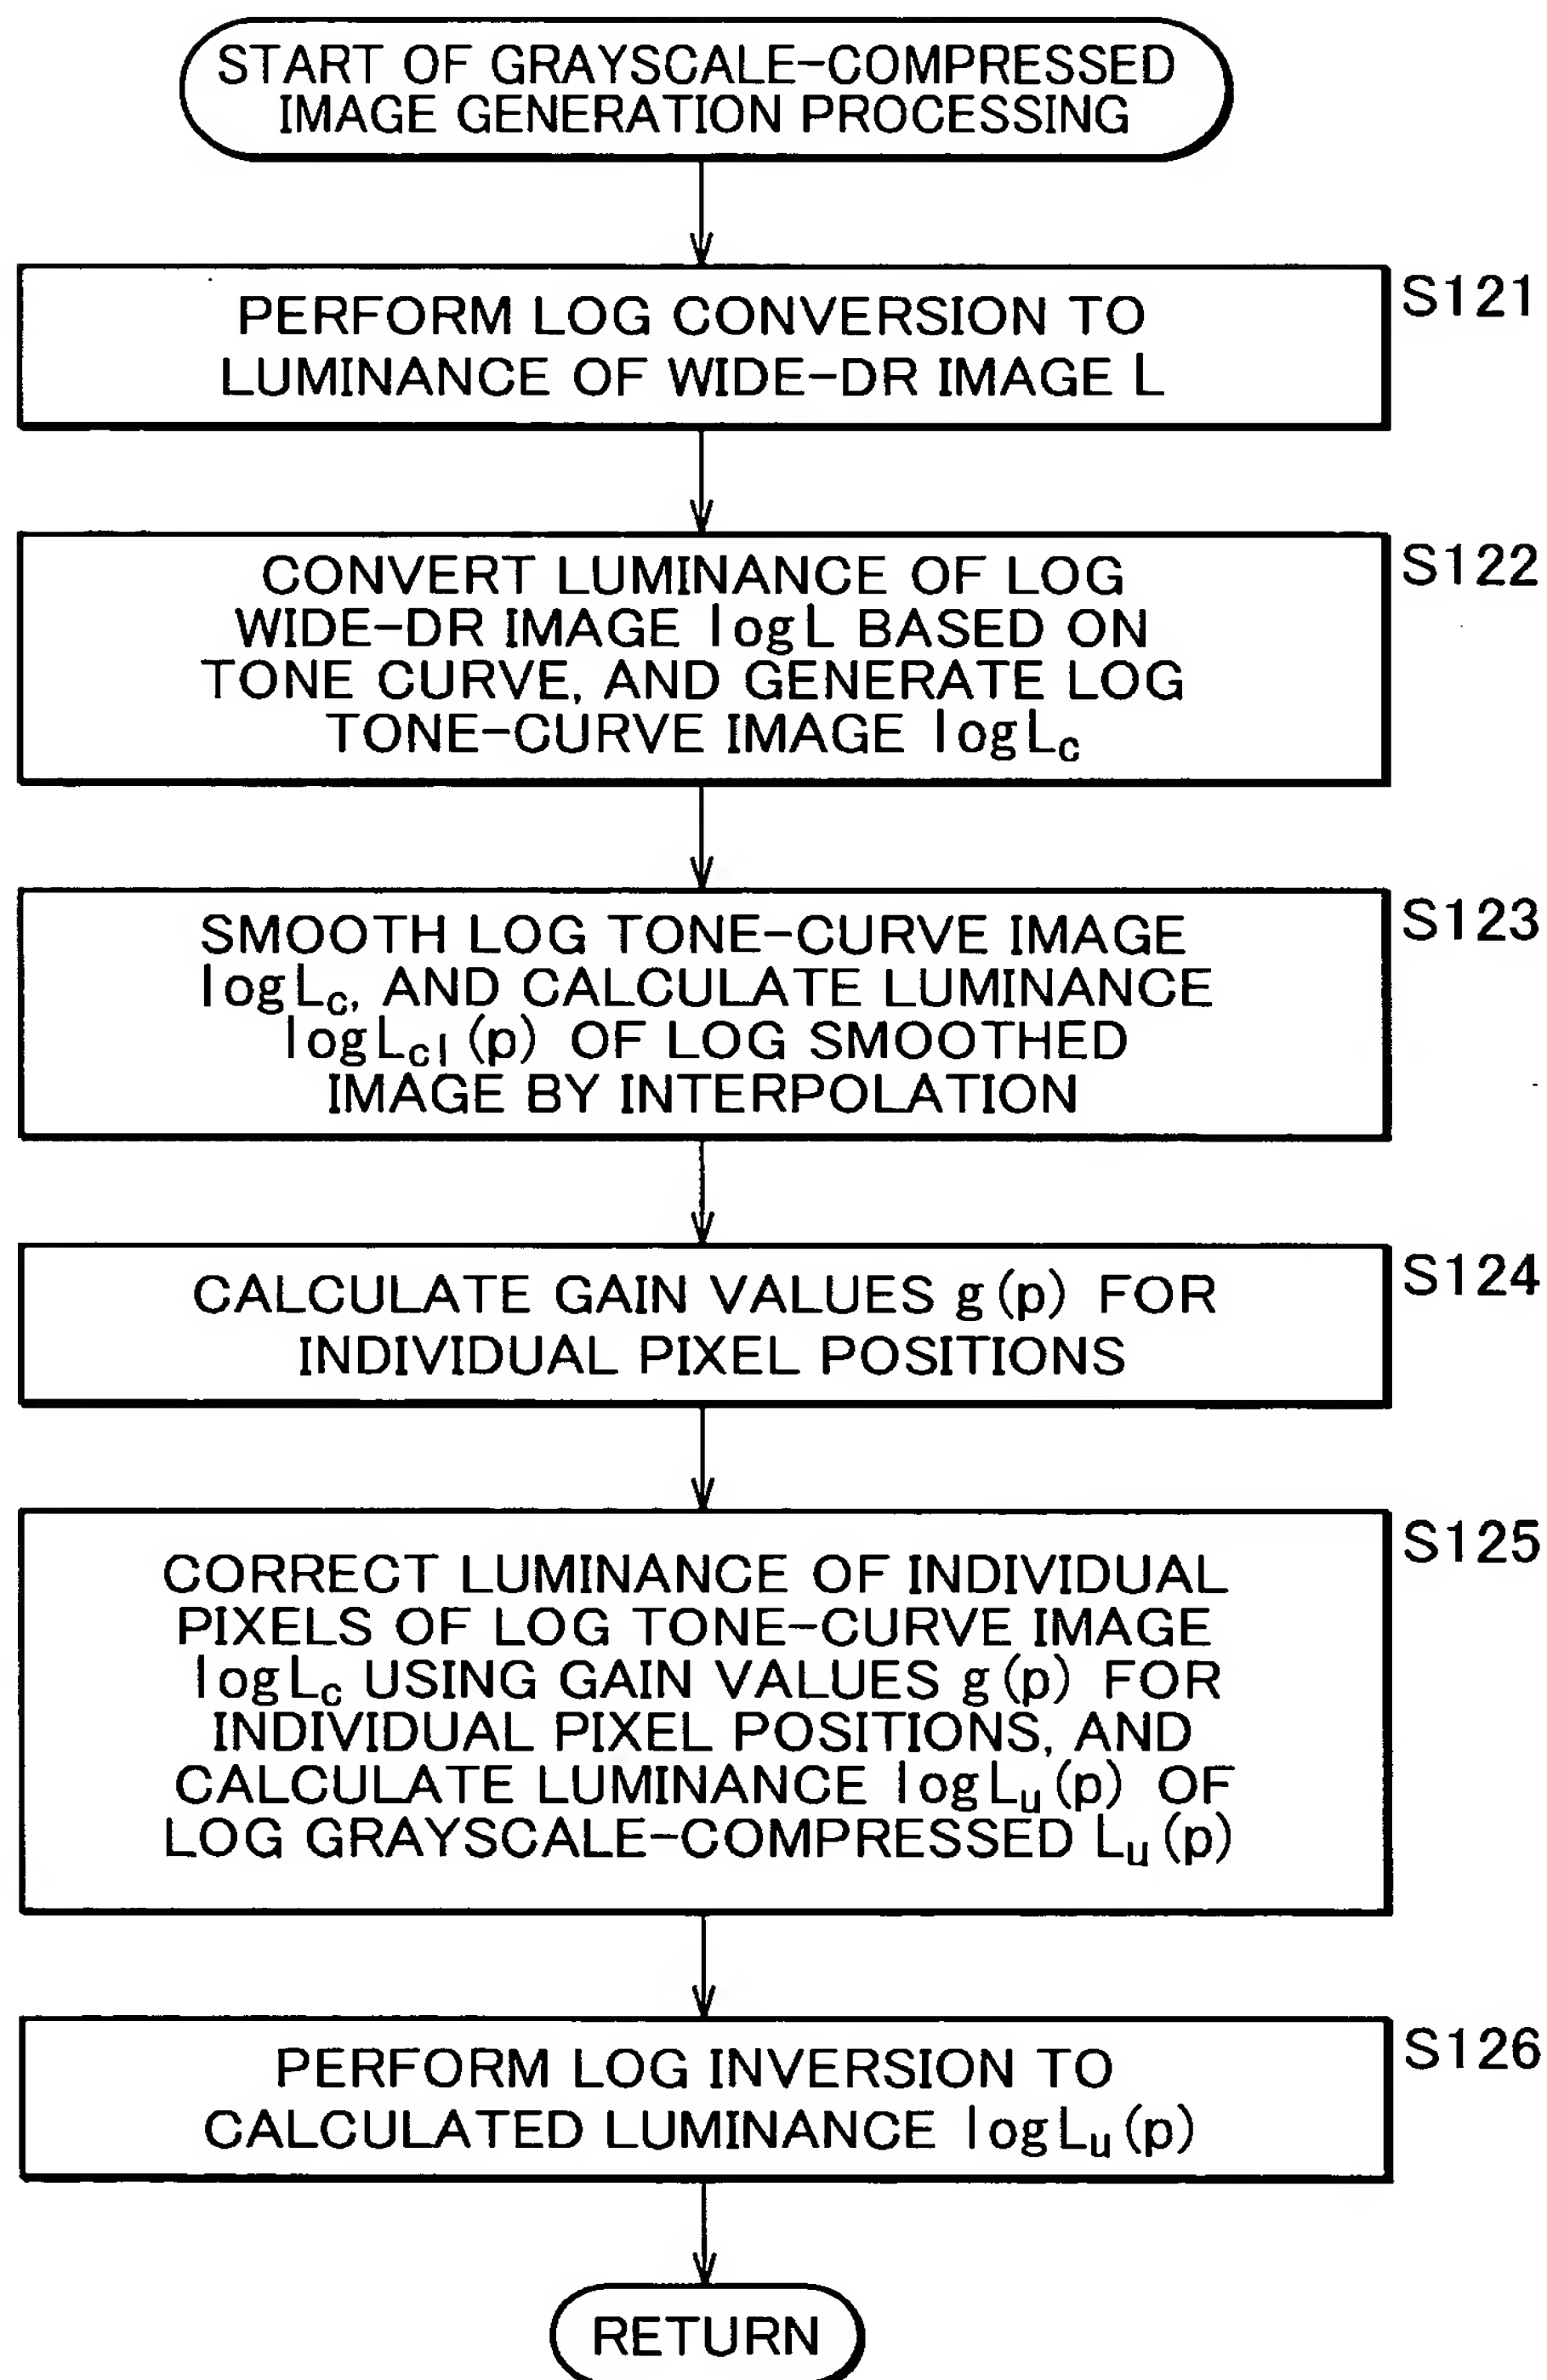 START OF GRAYSCALE-COMPRESSED
IMAGE GENERATION PROCESSING
S121
PERFORM LOG CONVERSION TO
LUMINANCE OF WIDE-DR IMAGE L
S122
CONVERT LUMINANCE OF LOG
WIDE-DR IMAGE logL BASED ON
TONE CURVE, AND GENERATE LOG
TONE-CURVE IMAGE logLc
S123
SMOOTH LOG TONE-CURVE IMAGE
logLc, AND CALCULATE LUMINANCE
logLcl (p) OF LOG SMOOTHED
IMAGE BY INTERPOLATION
S124
CALCULATE GAIN VALUES g (p) FOR
INDIVIDUAL PIXEL POSITIONS
S125
CORRECT LUMINANCE OF INDIVIDUAL
PIXELS OF LOG TONE-CURVE IMAGE
logLc USING GAIN VALUES g (p) FOR
INDIVIDUAL PIXEL POSITIONS, AND
CALCULATE LUMINANCE logLu (p) OF
LOG GRAYSCALE-COMPRESSED Lu (p)
S126
PERFORM LOG INVERSION TO
CALCULATED LUMINANCE logLu (p)
RETURN